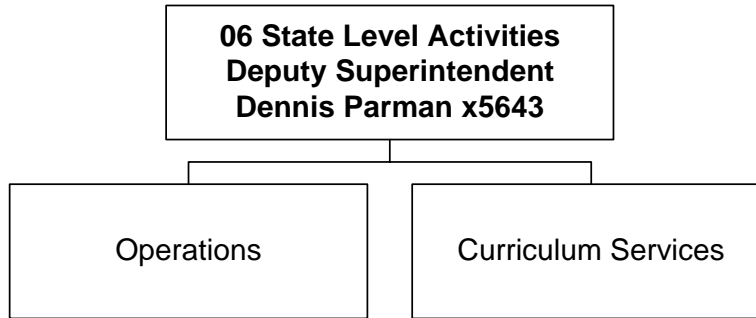 06 State Level Activities
Deputy Superintendent
Dennis Parman x5643
Operations
Curriculum Services